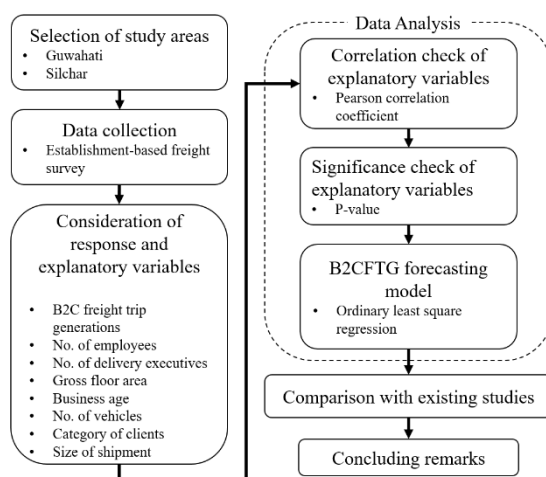 Selection of study areas
• Guwahati
• Silchar
Data collection
• Establishment-based freight
survey
Consideration of
response and
explanatory variables
• B2C freight trip
generations
• No. of employees
• No. of delivery executives
• Gross floor area
• Business age
• No. of vehicles
• Category of clients
• Size of shipment
Data Analysis
Correlation check of
explanatory variables
• Pearson correlation
coefficient
Significance check of
explanatory variables
• P-value
B2CFTG forecasting
model
• Ordinary least square
regression
Comparison with existing studies
Concluding remarks